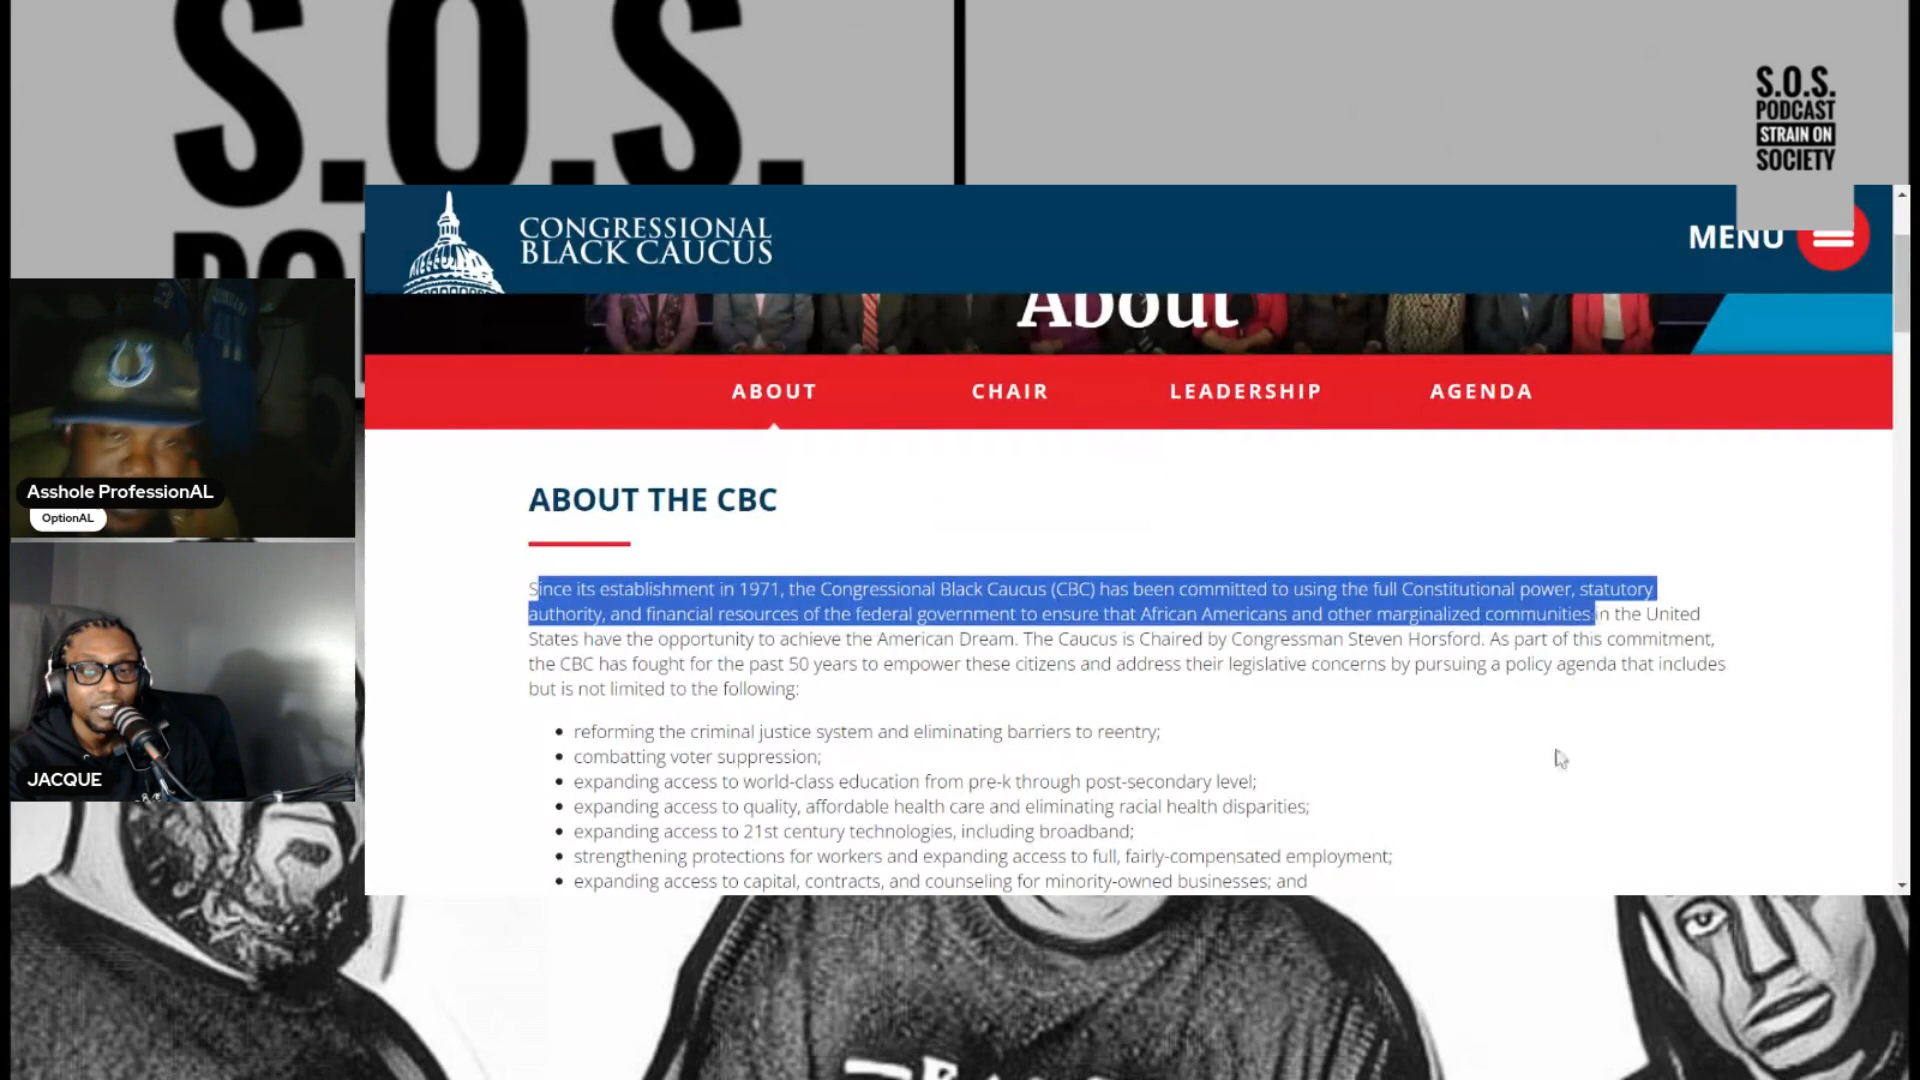 S.O.S.
PO
S.O.S.
PODCAST
STRAIN ON
SOCIETY
CONGRESSIONAL
BLACK CAUCUS
MENU
About
ABOUT CHAIR LEADERSHIP AGENDA
ABOUT THE CBC
Since its establishment in 1971, the Congressional Black Caucus (CBC) has been committed to using the full Constitutional power, statutory
authority, and financial resources of the federal government to ensure that African Americans and other marginalized communities in the United
States have the opportunity to achieve the American Dream. The Caucus is Chaired by Congressman Steven Horsford. As part of this commitment,
the CBC has fought for the past 50 years to empower these citizens and address their legislative concerns by pursuing a policy agenda that includes
but is not limited to the following:
• reforming the criminal justice system and eliminating barriers to reentry;
• combatting voter suppression;
• expanding access to world-class education from pre-k through post-secondary level;
• expanding access to quality, affordable health care and eliminating racial health disparities;
• expanding access to 21st century technologies, including broadband;
• strengthening protections for workers and expanding access to full, fairly-compensated employment;
• expanding access to capital, contracts, and counseling for minority-owned businesses; and
Asshole ProfessionAL
OptionAL
JACQUE